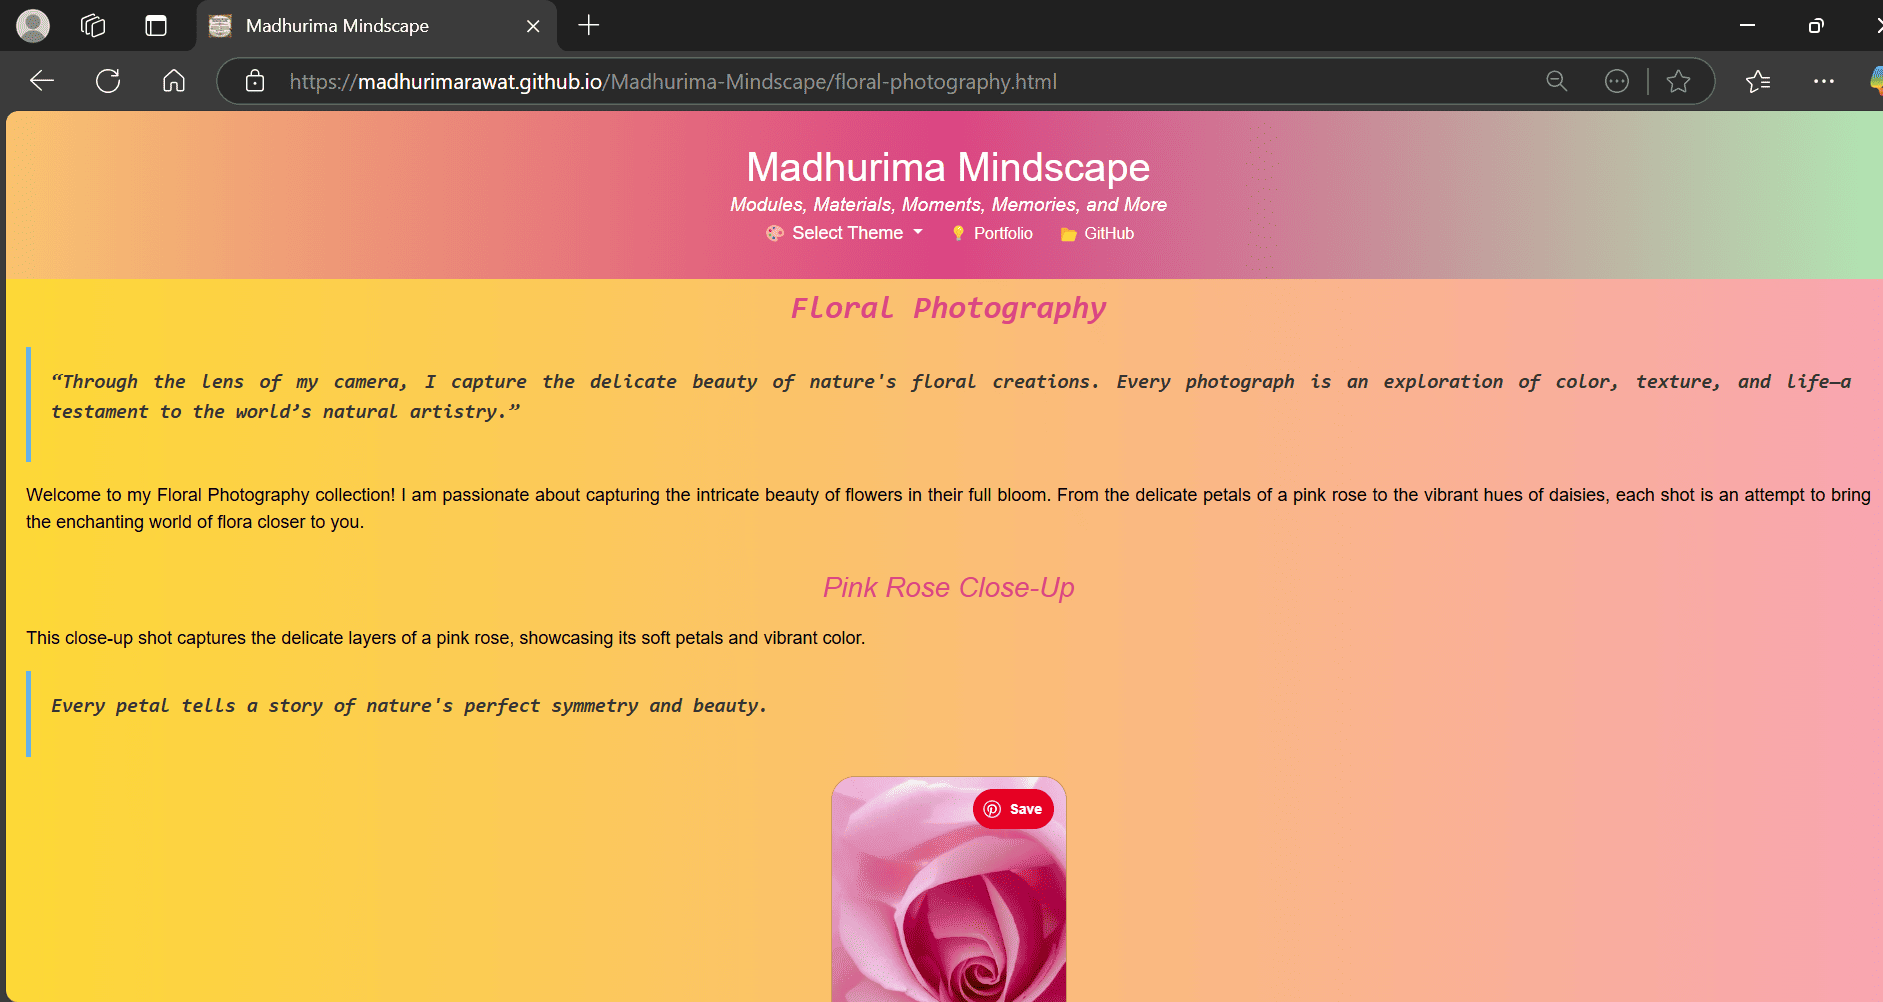 Madhurima Mindscape
https://madhurimarawat.github.io/Madhurima-Mindscape/floral-photography.html
Madhurima Mindscape
Modules, Materials, Moments, Memories, and More
🎨 Select Theme 💡 Portfolio 📂 GitHub
Floral Photography
“Through the lens of my camera, I capture the delicate beauty of nature's floral creations. Every photograph is an exploration of color, texture, and life—a
testament to the world’s natural artistry.”
Welcome to my Floral Photography collection! I am passionate about capturing the intricate beauty of flowers in their full bloom. From the delicate petals of a pink rose to the vibrant hues of daisies, each shot is an attempt to bring
the enchanting world of flora closer to you.
Pink Rose Close-Up
This close-up shot captures the delicate layers of a pink rose, showcasing its soft petals and vibrant color.
Every petal tells a story of nature's perfect symmetry and beauty.
Save